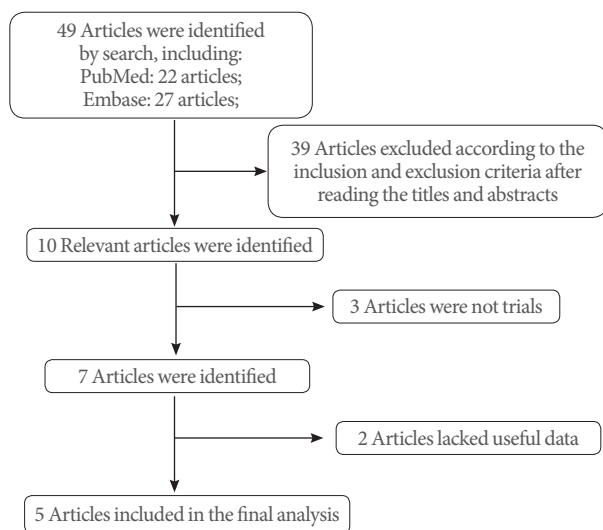 49 Articles were identified
by search, including:
PubMed: 22 articles;
Embase: 27 articles;
39 Articles excluded according to the
inclusion and exclusion criteria after
reading the titles and abstracts
10 Relevant articles were identified
3 Articles were not trials
7 Articles were identified
2 Articles lacked useful data
5 Articles included in the final analysis